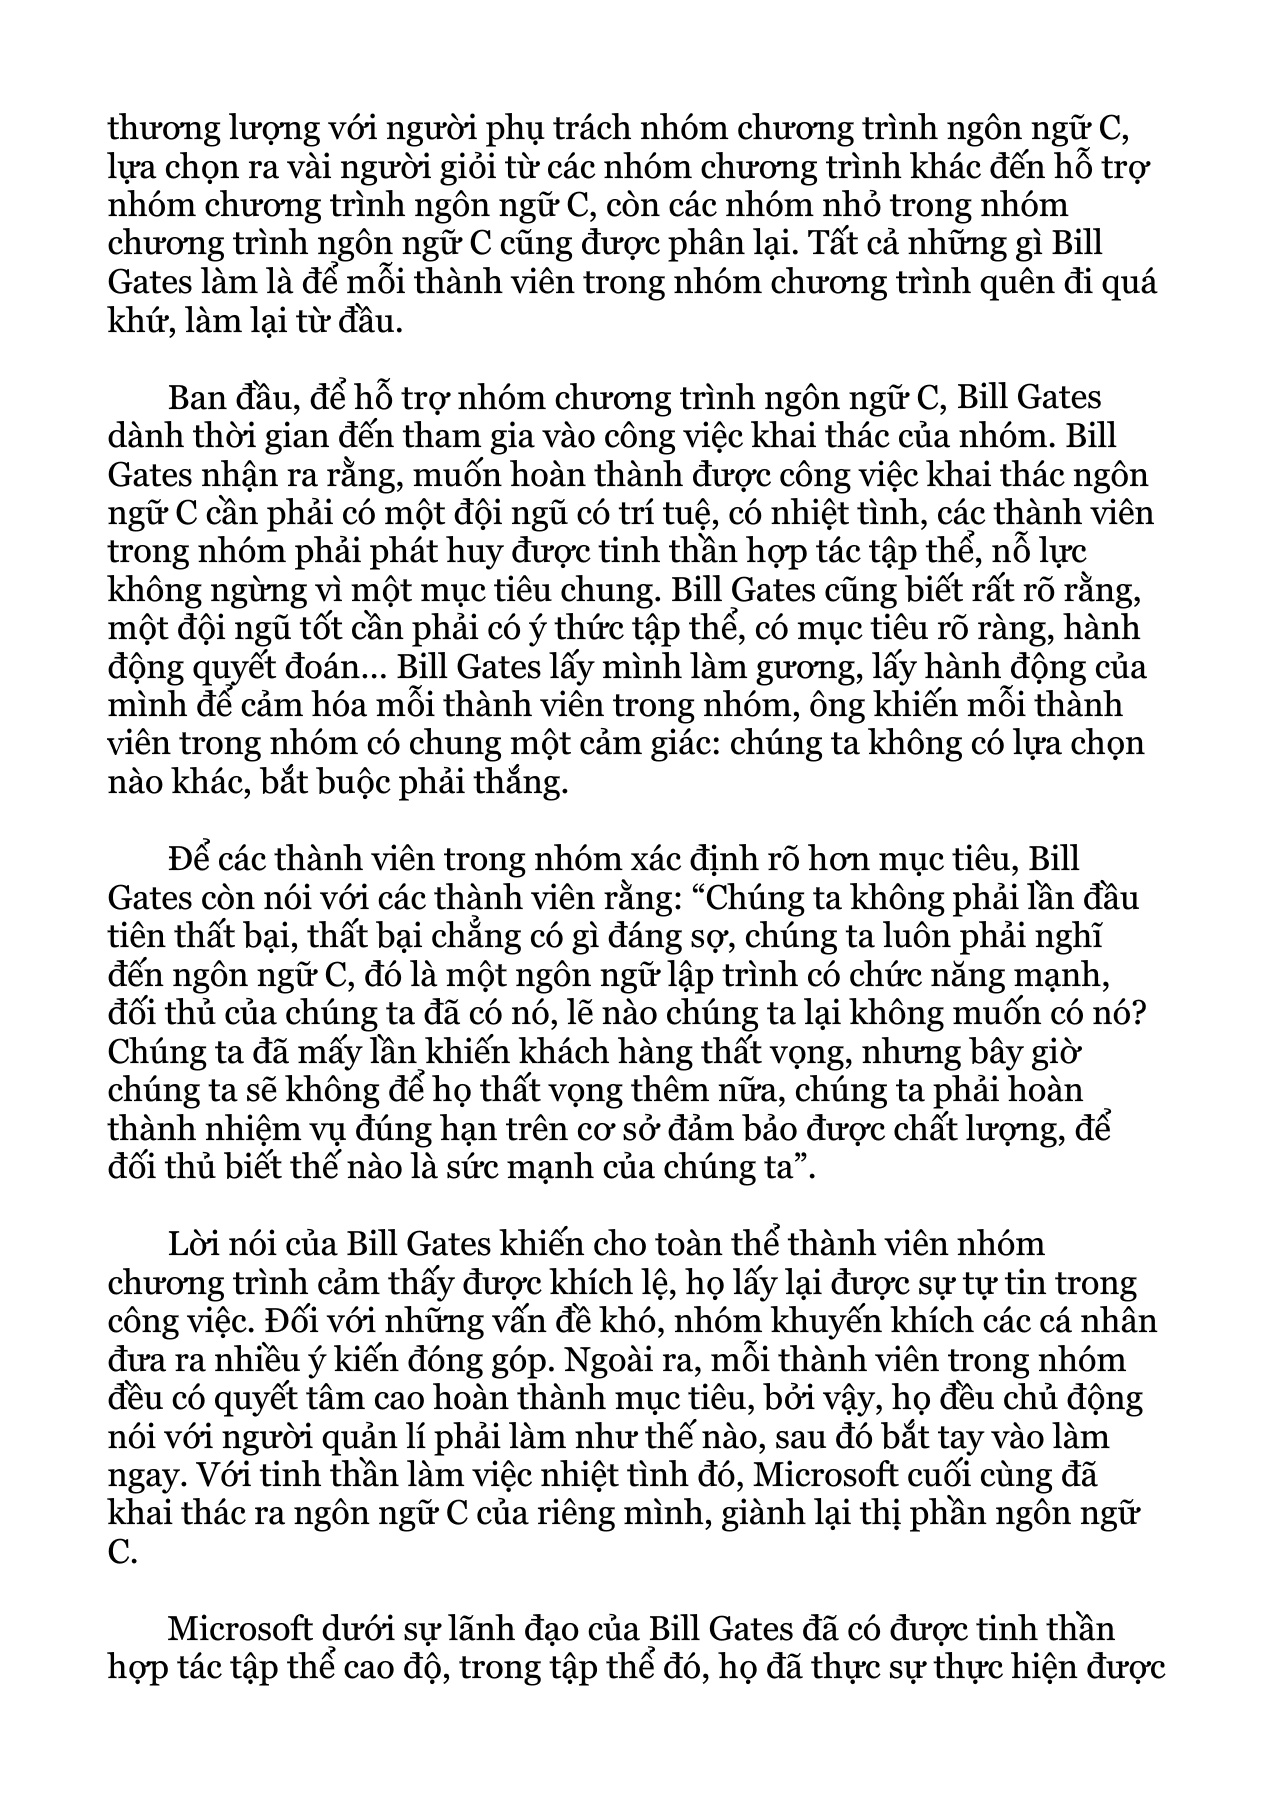 thương lượng với người phụ trách nhóm chương trình ngôn ngữ C,
lựa chọn ra vài người giỏi từ các nhóm chương trình khác đến hỗ trợ
nhóm chương trình ngôn ngữ C, còn các nhóm nhỏ trong nhóm
chương trình ngôn ngữ C cũng được phân lại. Tất cả những gì Bill
Gates làm là để mỗi thành viên trong nhóm chương trình quên đi quá
khứ, làm lại từ đầu.
Ban đầu, để hỗ trợ nhóm chương trình ngôn ngữ C, Bill Gates
dành thời gian đến tham gia vào công việc khai thác của nhóm. Bill
Gates nhận ra rằng, muốn hoàn thành được công việc khai thác ngôn
ngữ C cần phải có một đội ngũ có trí tuệ, có nhiệt tình, các thành viên
trong nhóm phải phát huy được tinh thần hợp tác tập thể, nỗ lực
không ngừng vì một mục tiêu chung. Bill Gates cũng biết rất rõ rằng,
một đội ngũ tốt cần phải có ý thức tập thể, có mục tiêu rõ ràng, hành
động quyết đoán... Bill Gates lấy mình làm gương, lấy hành động của
mình để cảm hóa mỗi thành viên trong nhóm, ông khiến mỗi thành
viên trong nhóm có chung một cảm giác: chúng ta không có lựa chọn
nào khác, bắt buộc phải thắng.
Để các thành viên trong nhóm xác định rõ hơn mục tiêu, Bill
Gates còn nói với các thành viên rằng: “Chúng ta không phải lần đầu
tiên thất bại, thất bại chẳng có gì đáng sợ, chúng ta luôn phải nghĩ
đến ngôn ngữ C, đó là một ngôn ngữ lập trình có chức năng mạnh,
đối thủ của chúng ta đã có nó, lẽ nào chúng ta lại không muốn có nó?
Chúng ta đã mấy lần khiến khách hàng thất vọng, nhưng bây giờ
chúng ta sẽ không để họ thất vọng thêm nữa, chúng ta phải hoàn
thành nhiệm vụ đúng hạn trên cơ sở đảm bảo được chất lượng, để
đối thủ biết thế nào là sức mạnh của chúng ta”.
Lời nói của Bill Gates khiến cho toàn thể thành viên nhóm
chương trình cảm thấy được khích lệ, họ lấy lại được sự tự tin trong
công việc. Đối với những vấn đề khó, nhóm khuyến khích các cá nhân
đưa ra nhiều ý kiến đóng góp. Ngoài ra, mỗi thành viên trong nhóm
đều có quyết tâm cao hoàn thành mục tiêu, bởi vậy, họ đều chủ động
nói với người quản lí phải làm như thế nào, sau đó bắt tay vào làm
ngay. Với tinh thần làm việc nhiệt tình đó, Microsoft cuối cùng đã
khai thác ra ngôn ngữ C của riêng mình, giành lại thị phần ngôn ngữ
C.
Microsoft dưới sự lãnh đạo của Bill Gates đã có được tinh thần
hợp tác tập thể cao độ, trong tập thể đó, họ đã thực sự thực hiện được